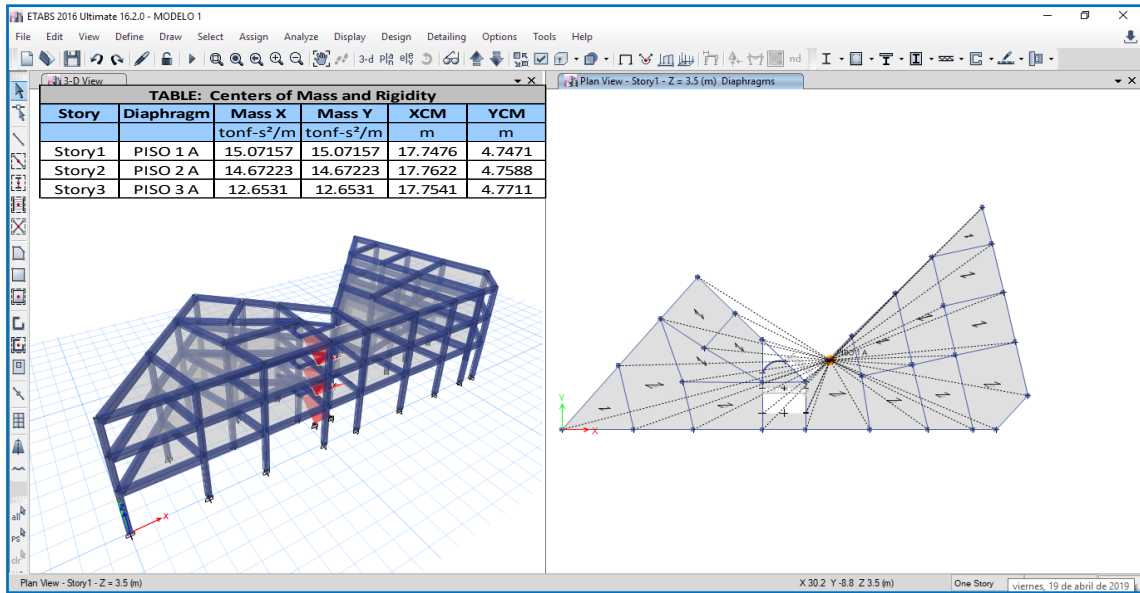 ETABS 2016 Ultimate 16.2.0 - MODELO 1
File Edit View Define Draw Select Assign Analyze Display Design Detailing Options Tools Help
3-d nd
3-D View
Plan View - Story1 - Z = 3.5 (m) Diaphragms
TABLE: Centers of Mass and Rigidity
Story Diaphragm Mass X Mass Y XCM YCM
tonf-s²/m tonf-s²/m m m
Story1 PISO 1 A 15.07157 15.07157 17.7476 4.7471
Story2 PISO 2 A 14.67223 14.67223 17.7622 4.7588
Story3 PISO 3 A 12.6531 12.6531 17.7541 4.7711
Y
X
X
all
PS
clr
Plan View - Story1 - Z = 3.5 (m)
X 30.2 Y -8.8 Z 3.5 (m)
One Story
viernes, 19 de abril de 2019